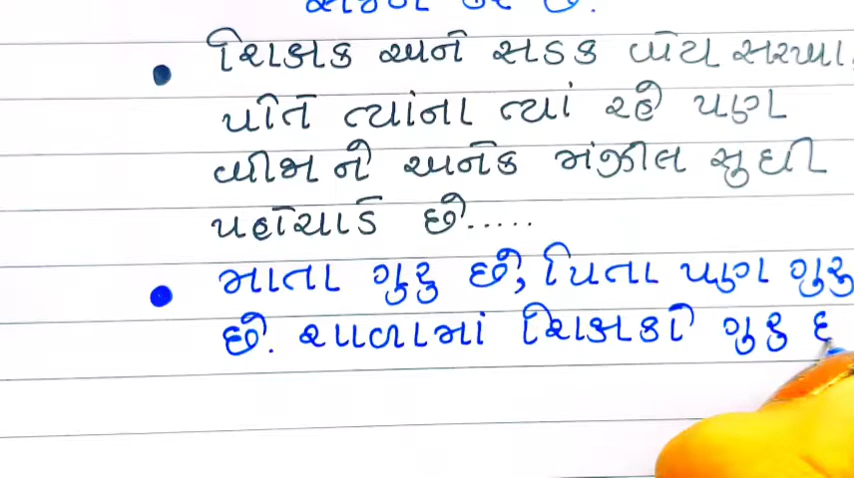 શિક્ષક અને સડક બંને સરખા,
પોતે ત્યાંના ત્યાં રહે પણ
બીજા ને અનેક મંઝીલ સુધી
પહોંચાડે છે.....
માતા ગુરુ છે, પિતા પણ ગુરુ
છે. શાળામાં શિક્ષકો ગુરુ